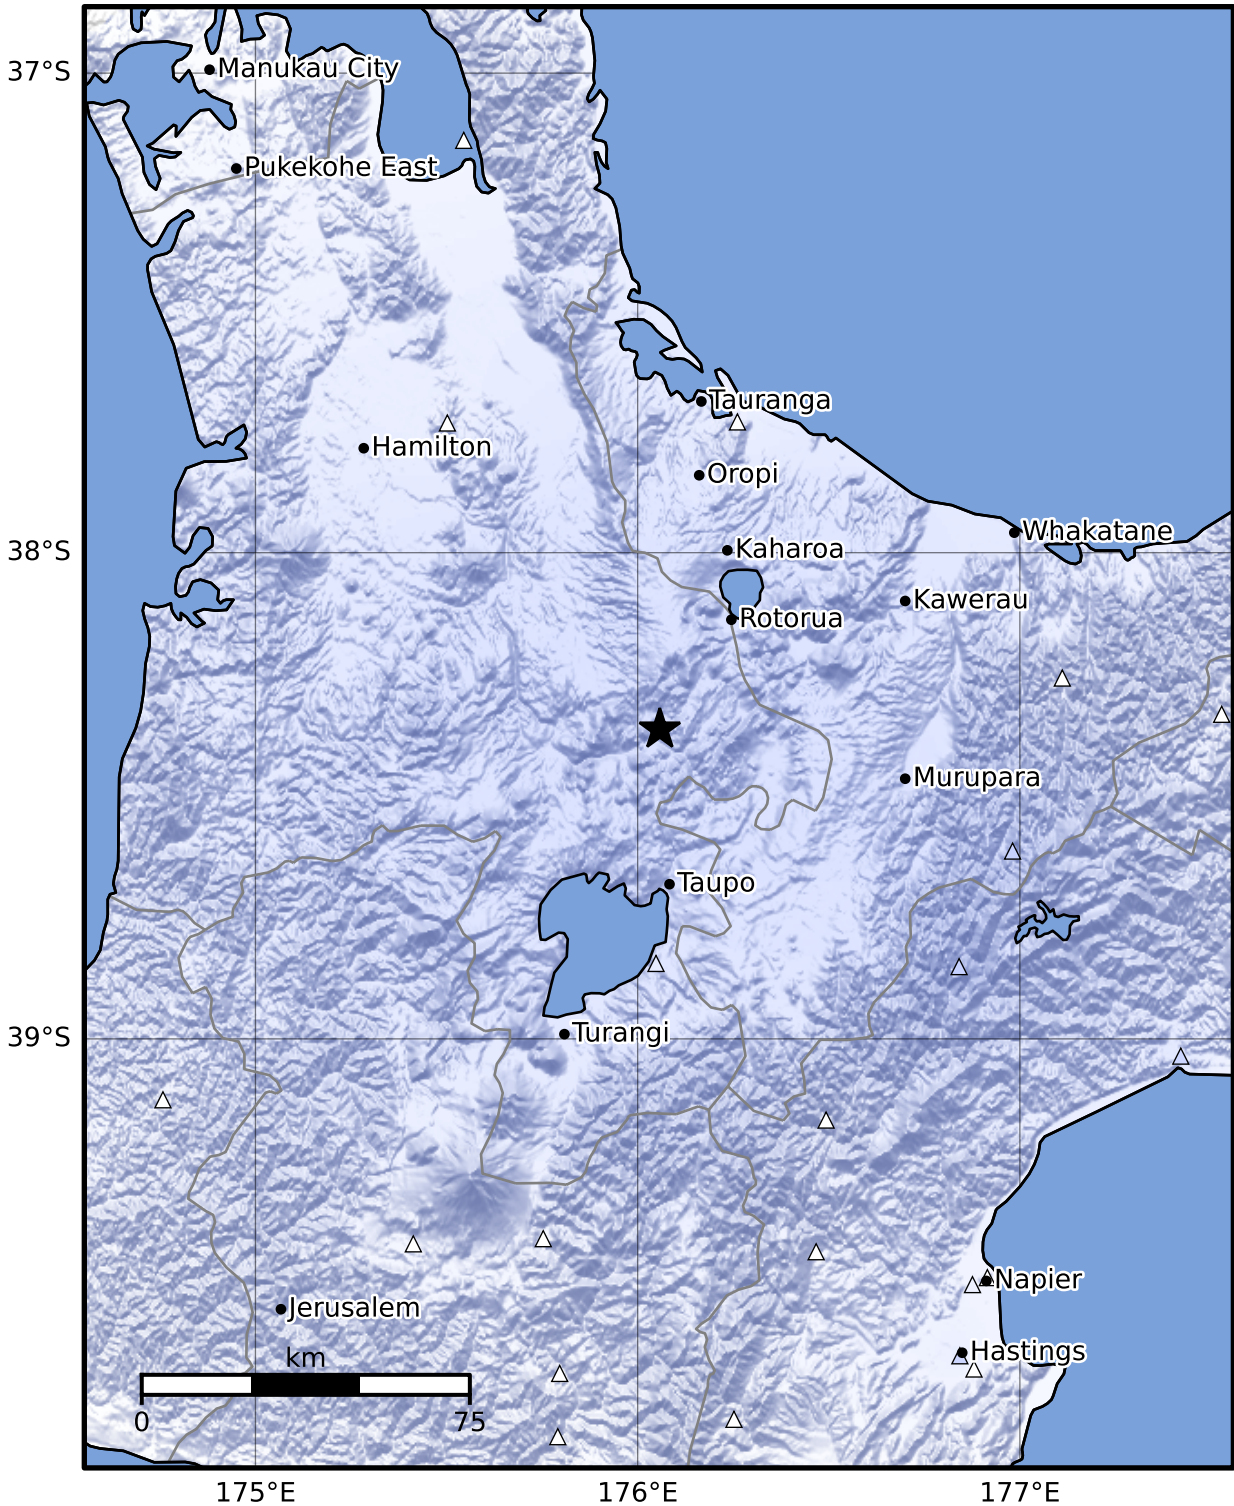 37°S
Manukau City
Pukekohe East
Tauranga
Hamilton
Oropi
Whakatane
38°S
Kaharoa
Kawerau
Rotorua
Murupara
Taupo
39°S
Turangi
Napier
Jerusalem
Hastings
km
0 75
175°E 176°E 177°E